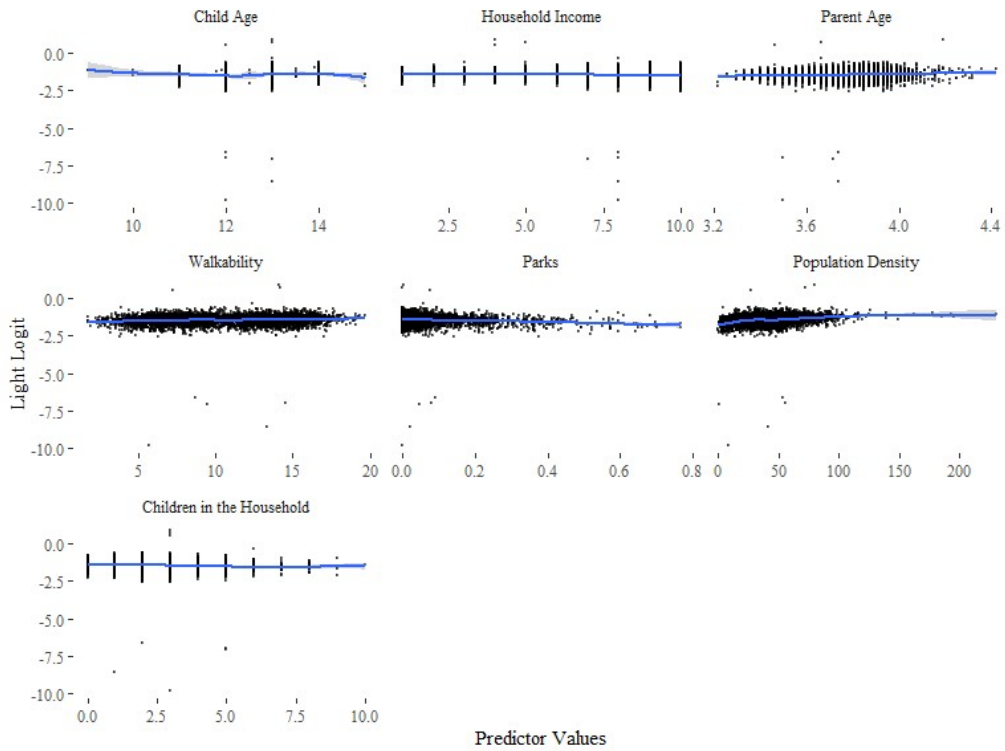 Child Age
Household Income
Parent Age
0.0
-2.5
-5.0
-7.5
-10.0
10 12 14
2.5 5.0 7.5 10.0
3.2 3.6 4.0 4.4
Walkability
Parks
Population Density
0.0
-2.5
-5.0
-7.5
-10.0
5 10 15 20
0.0 0.2 0.4 0.6 0.8
0 50 100 150 200
Light Logit
Children in the Household
0.0
-2.5
-5.0
-7.5
-10.0
0.0 2.5 5.0 7.5 10.0
Predictor Values